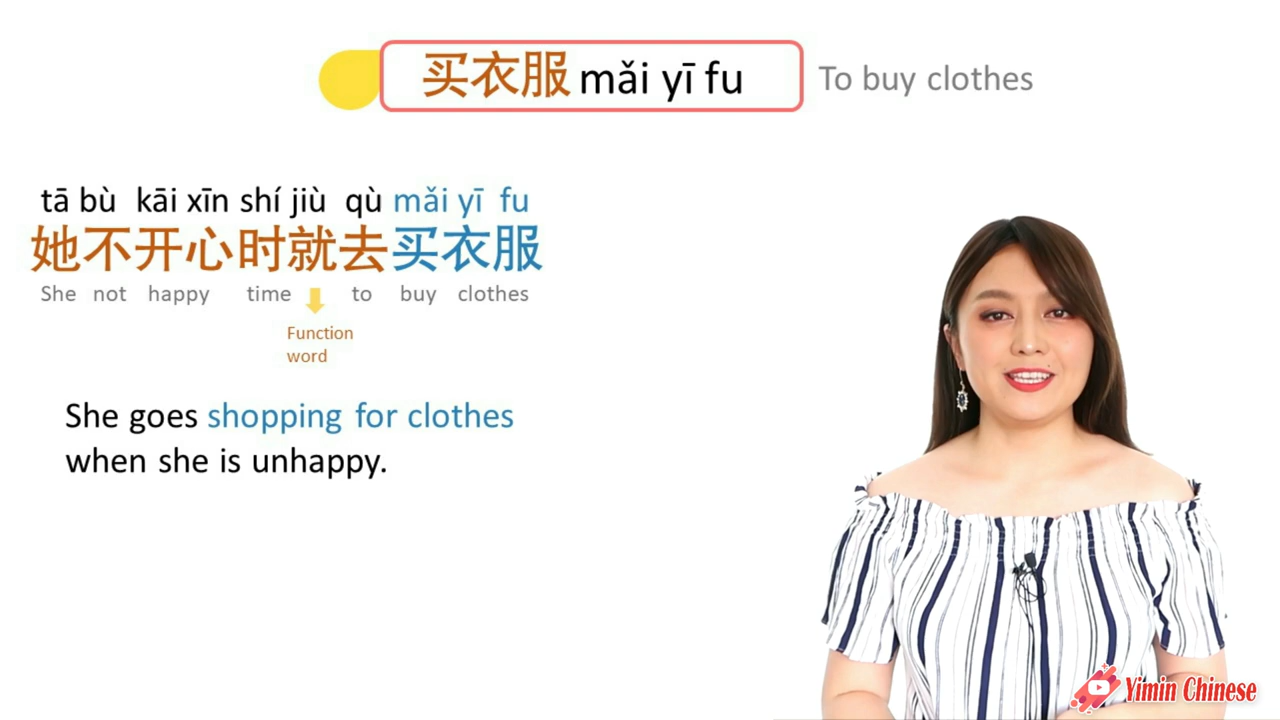 买衣服 mǎi yī fu To buy clothes
tā bù kāi xīn shí jiù qù mǎi yī fu
她不开心时就去买衣服
She not happy time to buy clothes
Function
word
She goes shopping for clothes
when she is unhappy.
Yimin Chinese